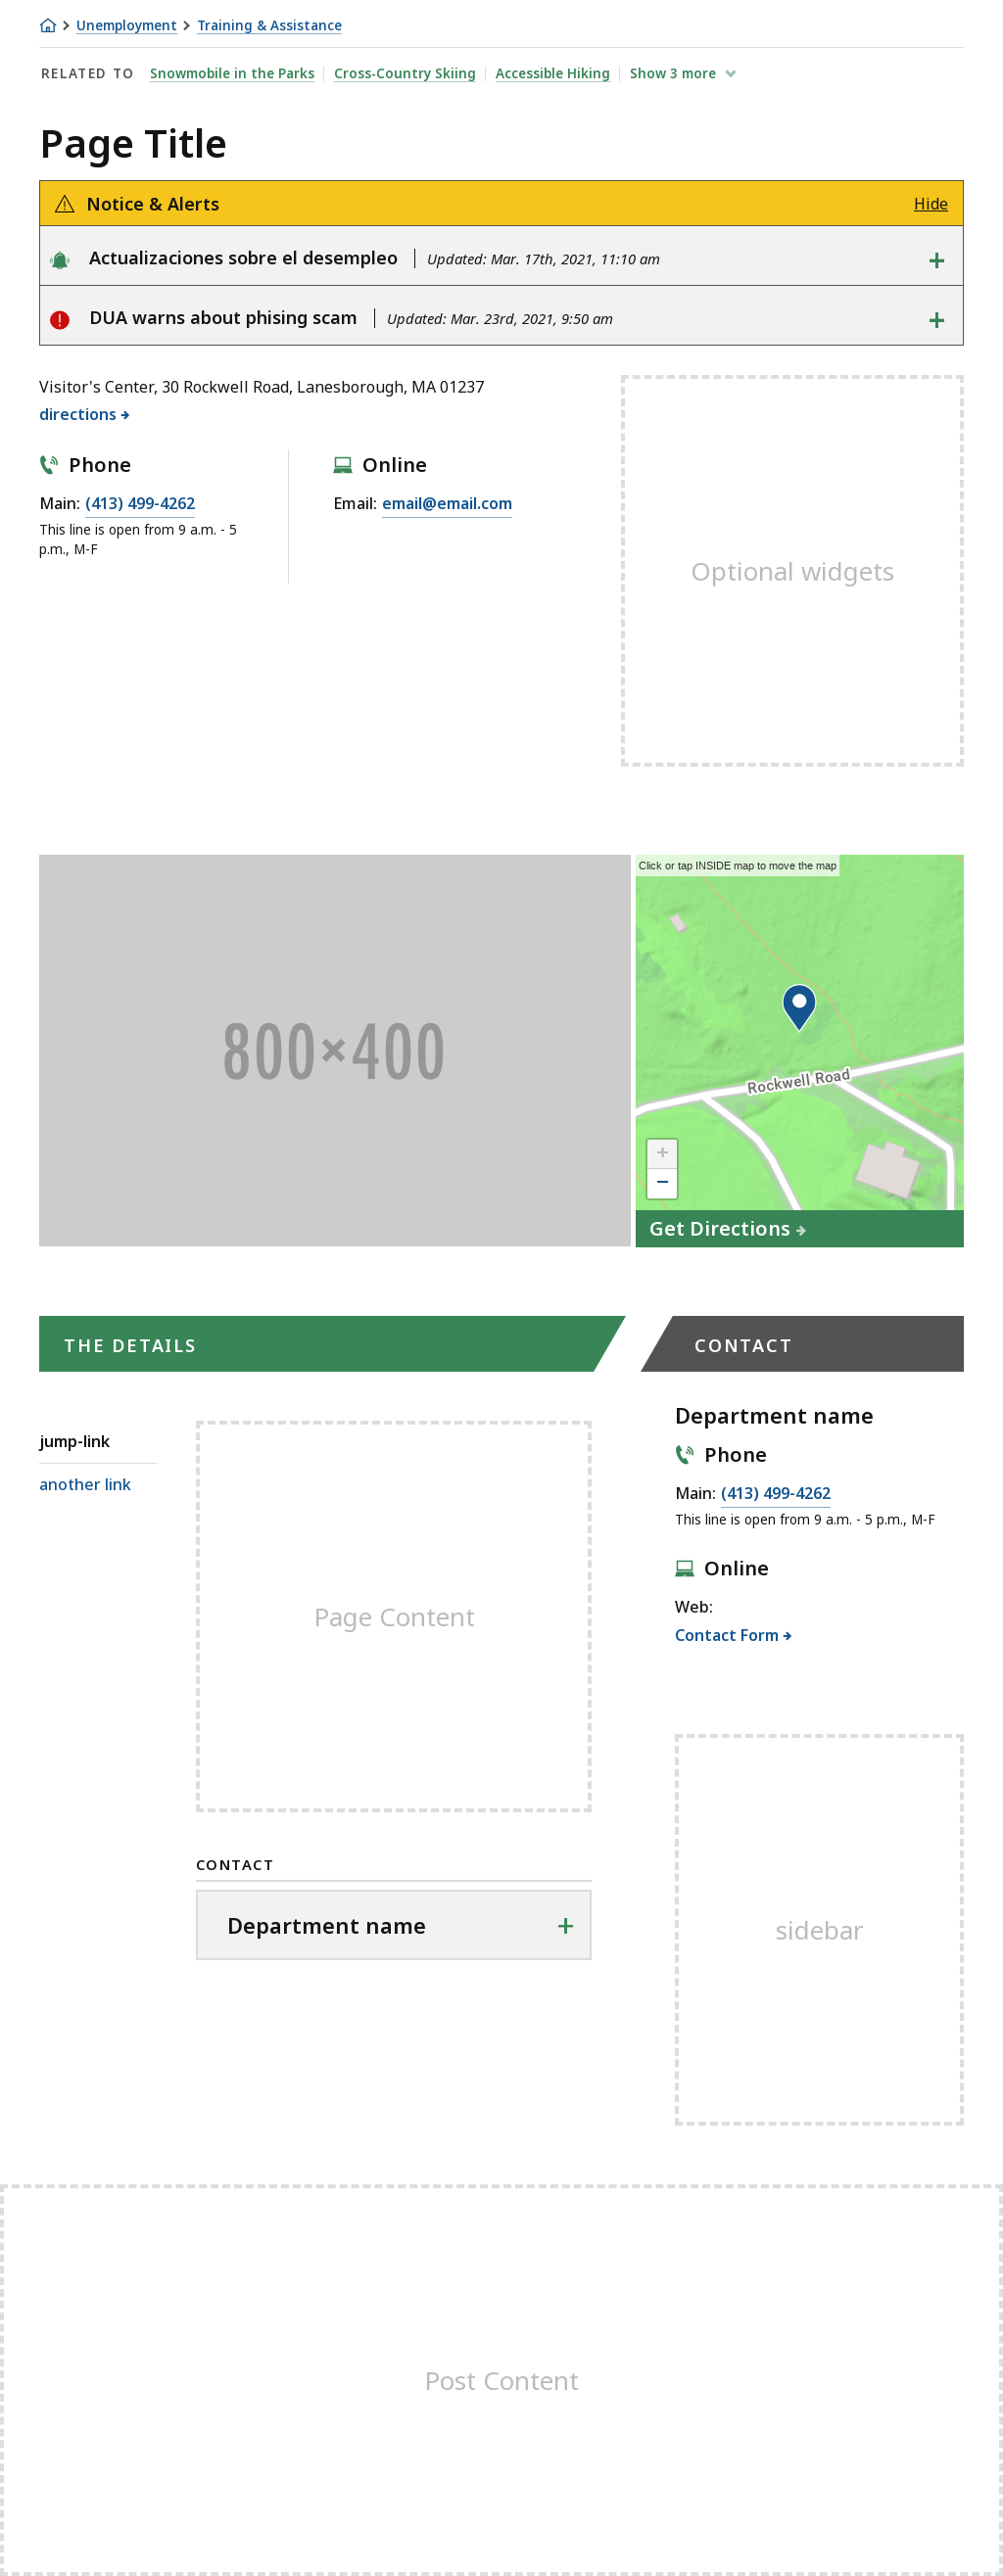 Unemployment Training & Assistance
RELATED TO Snowmobile in the Parks Cross-Country Skiing Accessible Hiking Show 3 more
Page Title
Notice & Alerts Hide
Actualizaciones sobre el desempleo Updated: Mar. 17th, 2021, 11:10 am
DUA warns about phising scam Updated: Mar. 23rd, 2021, 9:50 am
Visitor's Center, 30 Rockwell Road, Lanesborough, MA 01237
directions
Phone
Main: (413) 499-4262
This line is open from 9 a.m. - 5
p.m., M-F
Online
Email: email@email.com
Optional widgets
800×400
Click or tap INSIDE map to move the map
Rockwell Road
+
−
Get Directions
THE DETAILS
CONTACT
jump-link
another link
Page Content
CONTACT
Department name
Department name
Phone
Main: (413) 499-4262
This line is open from 9 a.m. - 5 p.m., M-F
Online
Web:
Contact Form
sidebar
Post Content